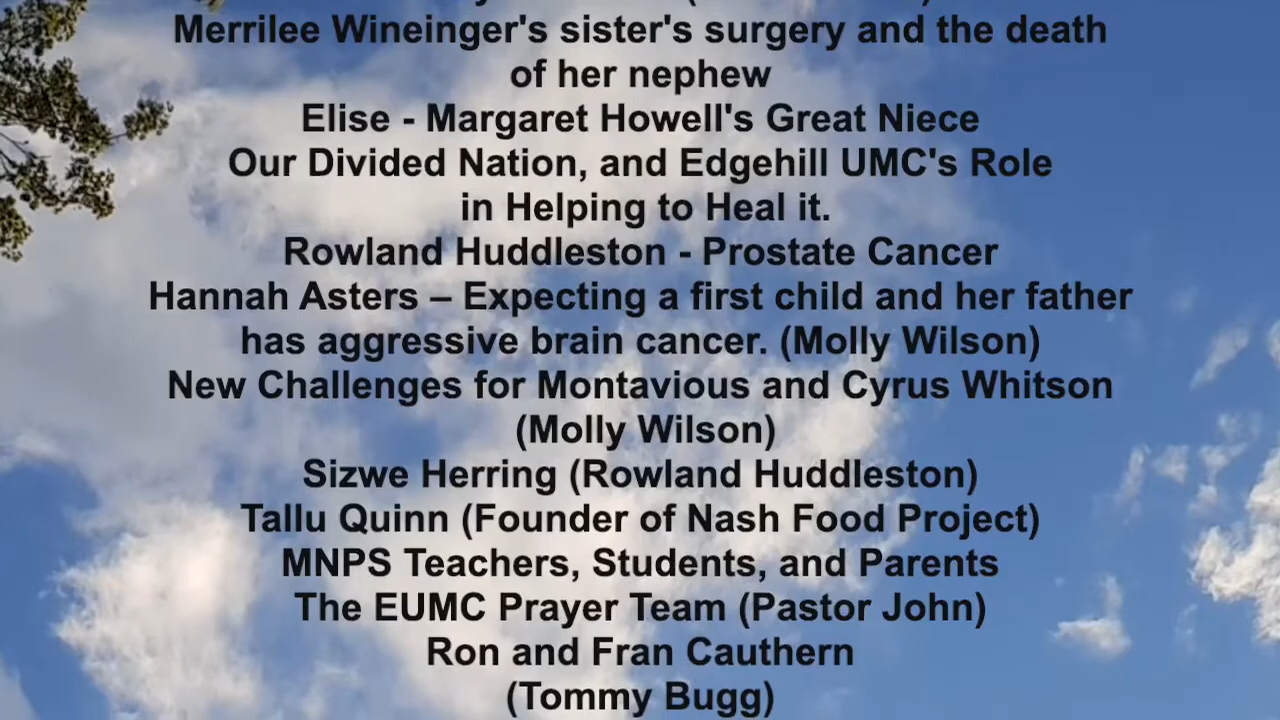 Merrilee Wineinger's sister's surgery and the death
of her nephew
Elise - Margaret Howell's Great Niece
Our Divided Nation, and Edgehill UMC's Role
in Helping to Heal it.
Rowland Huddleston - Prostate Cancer
Hannah Asters – Expecting a first child and her father
has aggressive brain cancer. (Molly Wilson)
New Challenges for Montavious and Cyrus Whitson
(Molly Wilson)
Sizwe Herring (Rowland Huddleston)
Tallu Quinn (Founder of Nash Food Project)
MNPS Teachers, Students, and Parents
The EUMC Prayer Team (Pastor John)
Ron and Fran Cauthern
(Tommy Bugg)